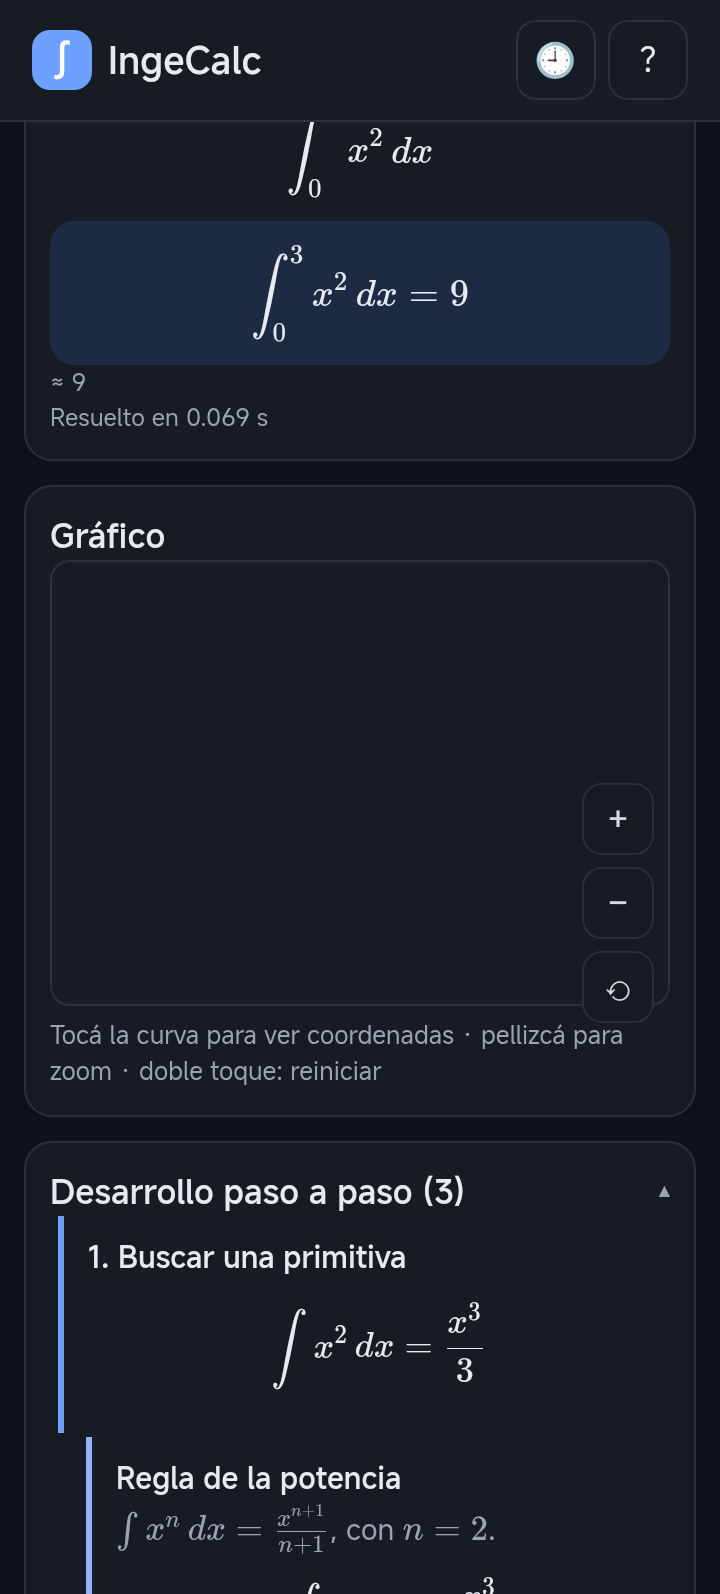 ∫ IngeCalc ?
∫₀ x² dx
∫₀³ x² dx = 9
≈ 9
Resuelto en 0.069 s
Gráfico
+
−
Tocá la curva para ver coordenadas · pellizcá para
zoom · doble toque: reiniciar
Desarrollo paso a paso (3)
1. Buscar una primitiva
∫ x² dx = x³/3
Regla de la potencia
∫ xⁿ dx = xⁿ⁺¹/n+1, con n = 2.